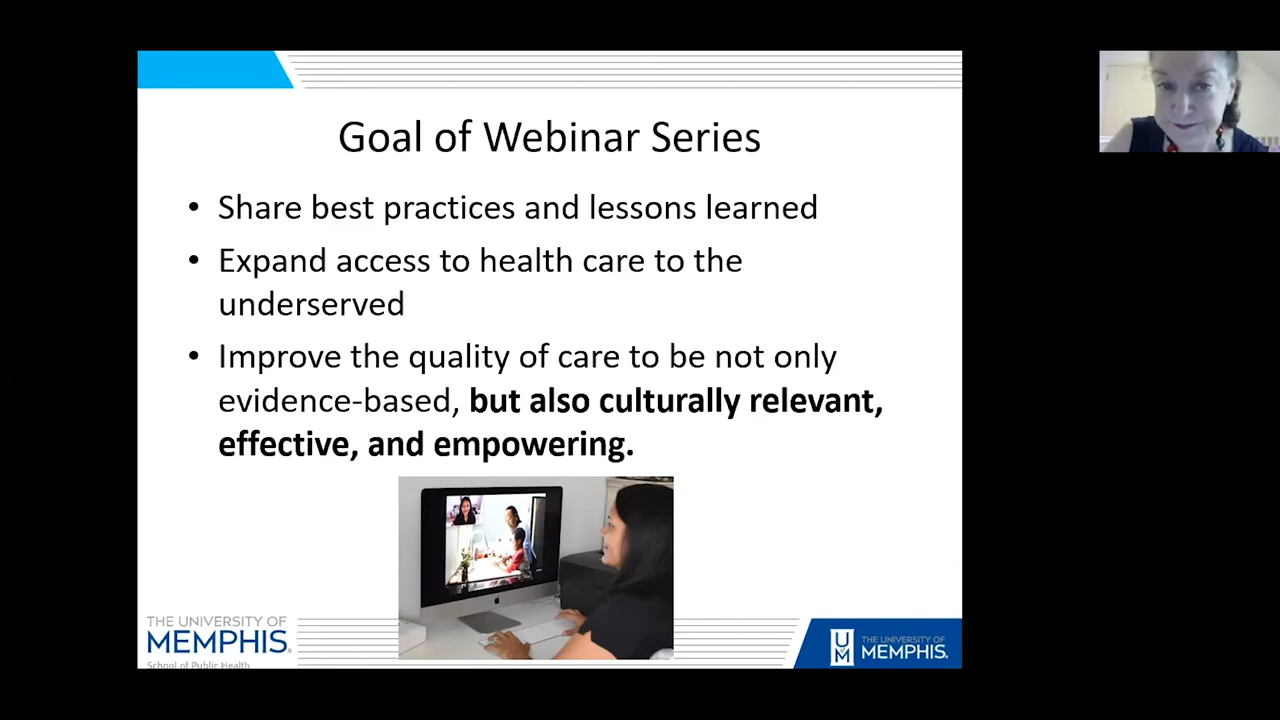 Goal of Webinar Series
• Share best practices and lessons learned
• Expand access to health care to the
underserved
• Improve the quality of care to be not only
evidence-based, but also culturally relevant,
effective, and empowering.
THE UNIVERSITY OF
MEMPHIS.
School of Public Health
UM
THE UNIVERSITY OF
MEMPHIS.